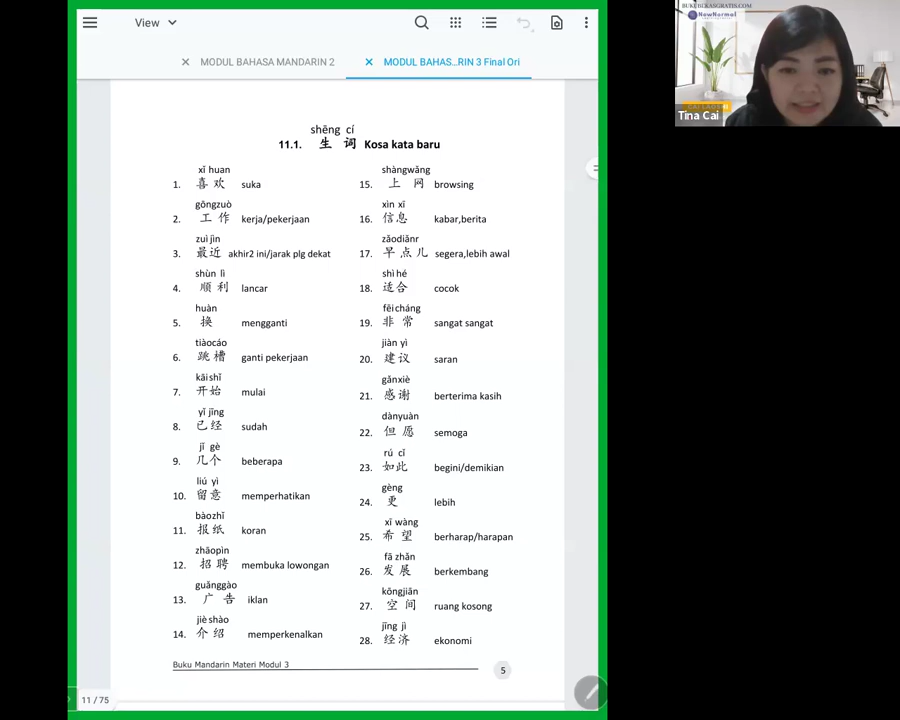 View
MODUL BAHASA MANDARIN 2
MODUL BAHAS...RIN 3 Final Ori
shēng cí
11.1. 生 词 Kosa kata baru
xǐ huan
1. 喜 欢 suka
gōngzuò
2. 工 作 kerja/pekerjaan
zuì jìn
3. 最近 akhir2 ini/jarak plg dekat
shùn lì
4. 顺 利 lancar
huàn
5. 换 mengganti
tiàocáo
6. 跳槽 ganti pekerjaan
kāishǐ
7. 开始 mulai
yǐ jīng
8. 已经 sudah
jǐ gè
9. 几个 beberapa
liú yì
10. 留意 memperhatikan
bàozhǐ
11. 报纸 koran
zhāopìn
12. 招聘 membuka lowongan
guǎnggào
13. 广 告 iklan
jiè shào
14. 介 绍 memperkenalkan
shàngwǎng
15. 上 网 browsing
xìn xī
16. 信息 kabar,berita
zǎodiǎnr
17. 早点儿 segera,lebih awal
shì hé
18. 适合 cocok
fēi cháng
19. 非 常 sangat sangat
jiàn yì
20. 建议 saran
gǎnxiè
21. 感谢 berterima kasih
dànyuàn
22. 但 愿 semoga
rú cǐ
23. 如此 begini/demikian
gèng
24. 更 lebih
xī wàng
25. 希 望 berharap/harapan
fā zhǎn
26. 发 展 berkembang
kōngjiān
27. 空 间 ruang kosong
jīng jì
28. 经济 ekonomi
Buku Mandarin Materi Modul 3
5
11 / 75
NewNormal
Tina Cai